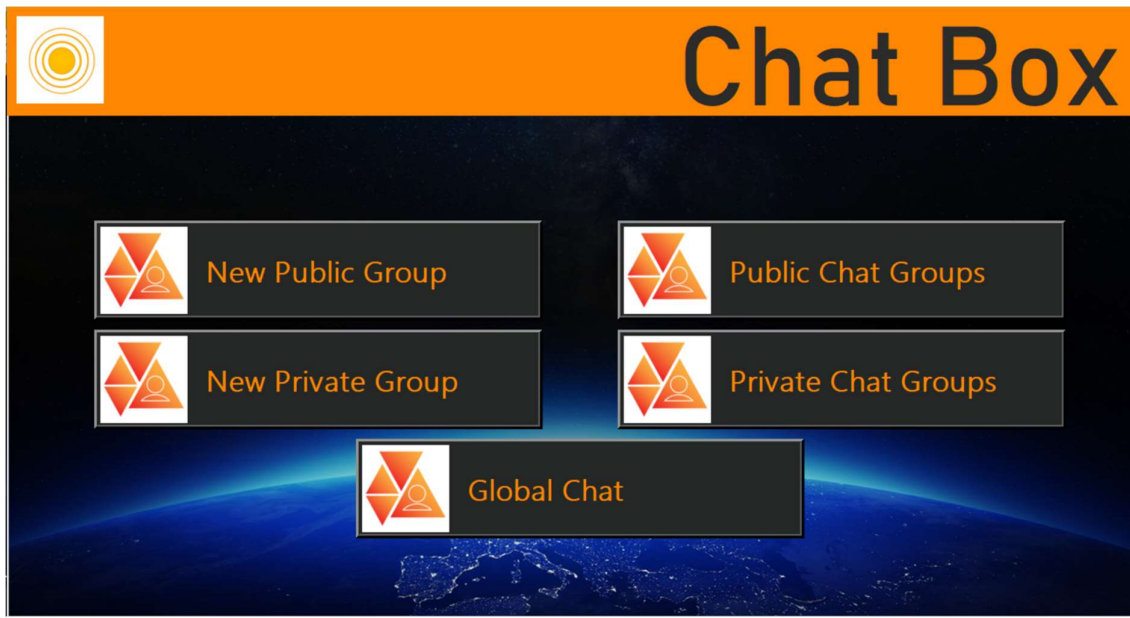 Chat Box
New Public Group
Public Chat Groups
New Private Group
Private Chat Groups
Global Chat